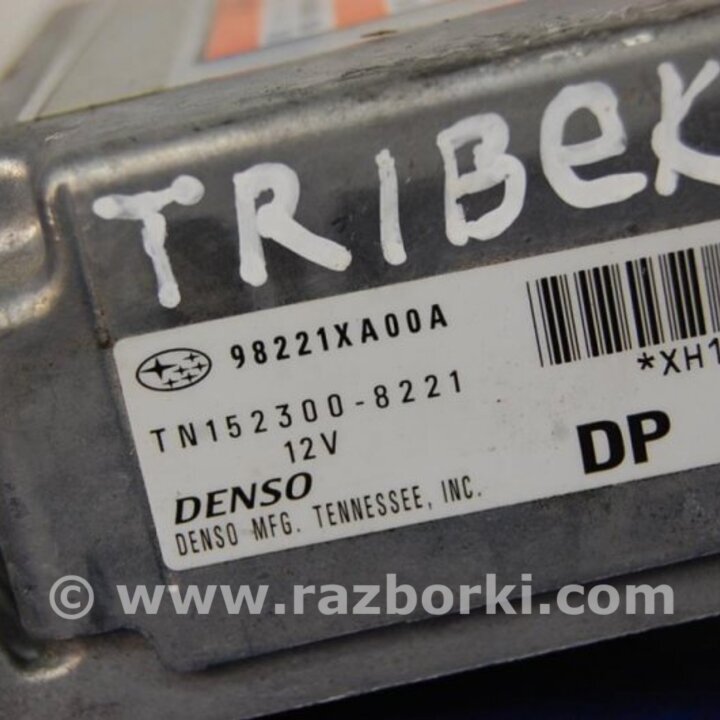 TRIBEK
98221XA00A
*XH1
TN152300-8221
12V
DP
DENSO
DENSO MFG. TENNESSEE, INC.
© www.razborki.com